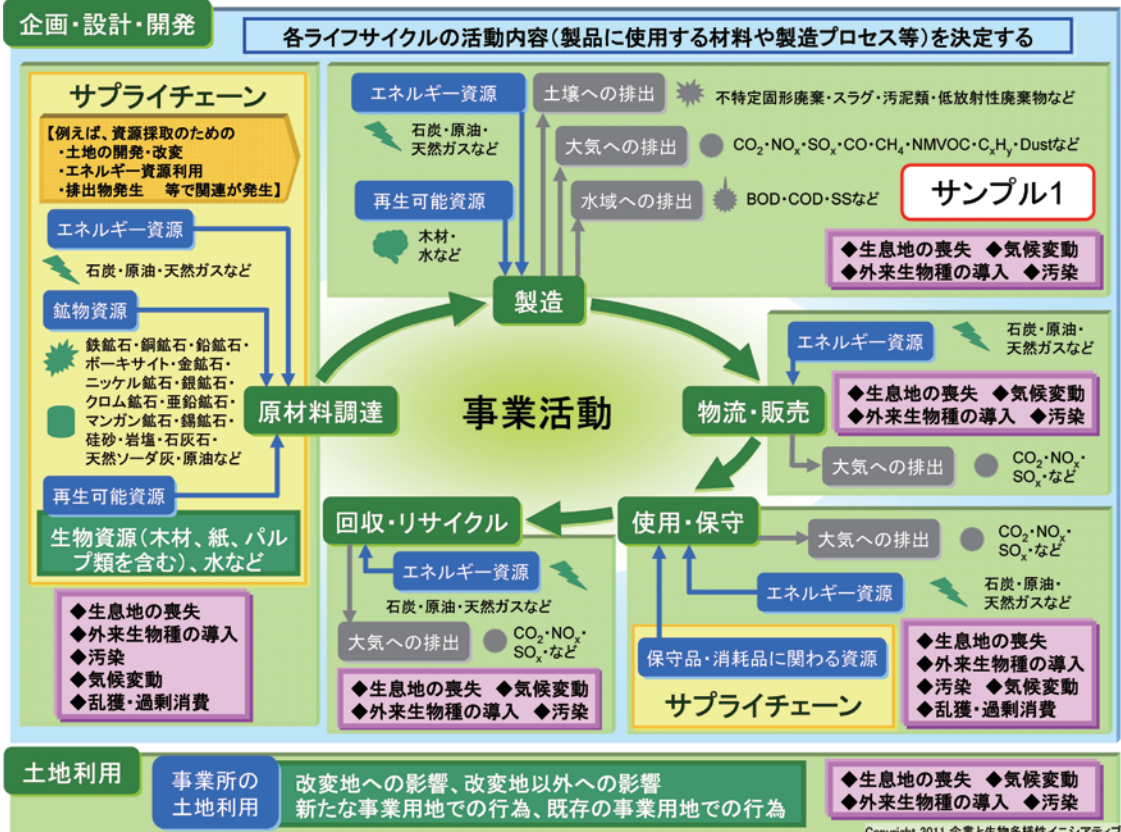 企画・設計・開発
各ライフサイクルの活動内容(製品に使用する材料や製造プロセス等)を決定する
サプライチェーン
【例えば、資源採取のための
・土地の開発・改変
・エネルギー資源利用
・排出物発生 等で関連が発生】
エネルギー資源
石炭・原油・天然ガスなど
鉱物資源
鉄鉱石・銅鉱石・鉛鉱石・
ボーキサイト・金鉱石・
ニッケル鉱石・銀鉱石・
クロム鉱石・亜鉛鉱石・
マンガン鉱石・錫鉱石・
硅砂・岩塩・石灰石・
天然ソーダ灰・原油など
再生可能資源
生物資源(木材、紙、パル
プ類を含む)、水など
◆生息地の喪失
◆外来生物種の導入
◆汚染
◆気候変動
◆乱獲・過剰消費
原材料調達
エネルギー資源
石炭・原油・
天然ガスなど
再生可能資源
木材・
水など
土壌への排出
不特定固形廃棄・スラグ・汚泥類・低放射性廃棄物など
大気への排出
CO₂・NOₓ・SOₓ・CO・CH₄・NMVOC・CₓHᵧ・Dustなど
水域への排出
BOD・COD・SSなど
サンプル1
◆生息地の喪失 ◆気候変動
◆外来生物種の導入 ◆汚染
製造
事業活動
エネルギー資源
石炭・原油・
天然ガスなど
◆生息地の喪失 ◆気候変動
◆外来生物種の導入 ◆汚染
物流・販売
大気への排出
CO₂・NOₓ・
SOₓ・など
使用・保守
大気への排出
CO₂・NOₓ・
SOₓ・など
エネルギー資源
石炭・原油・
天然ガスなど
保守品・消耗品に関わる資源
サプライチェーン
◆生息地の喪失
◆外来生物種の導入
◆汚染 ◆気候変動
◆乱獲・過剰消費
回収・リサイクル
エネルギー資源
石炭・原油・天然ガスなど
大気への排出
CO₂・NOₓ・
SOₓ・など
◆生息地の喪失 ◆気候変動
◆外来生物種の導入 ◆汚染
土地利用
事業所の
土地利用
改変地への影響、改変地以外への影響
新たな事業用地での行為、既存の事業用地での行為
◆生息地の喪失 ◆気候変動
◆外来生物種の導入 ◆汚染
Copyright 2011 企業と生物多様性イニシアティブ